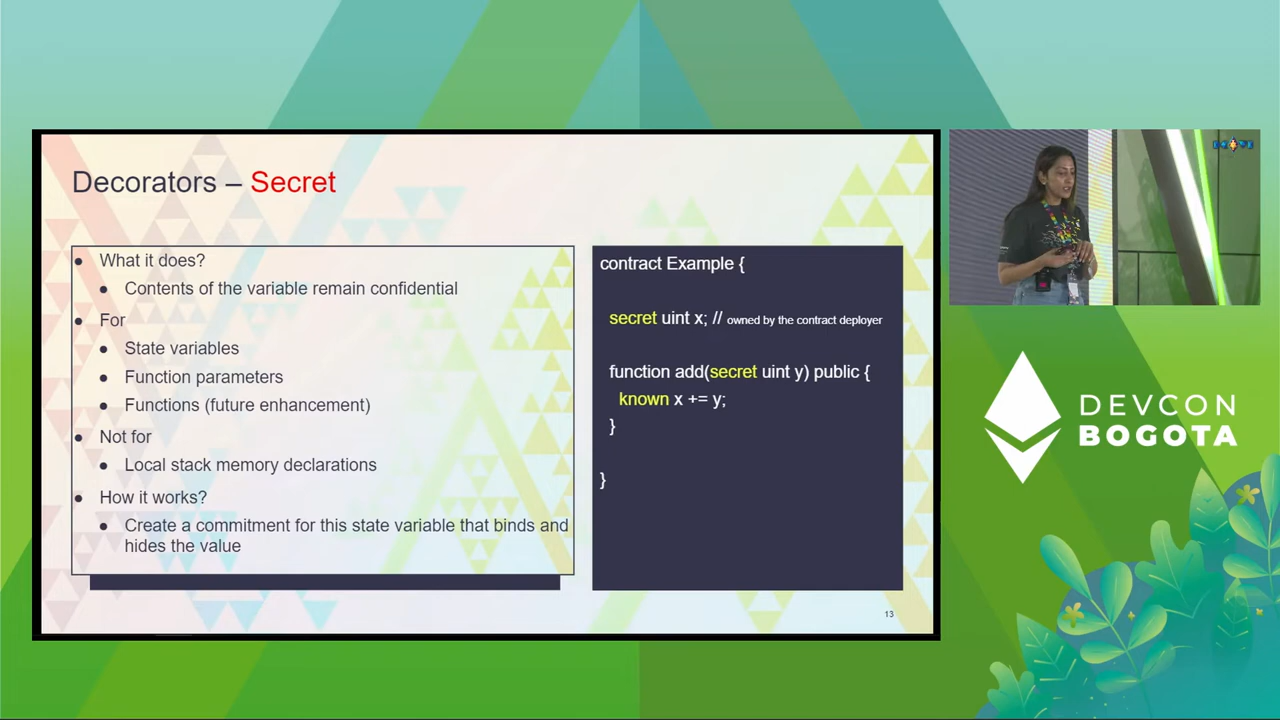 Decorators – Secret
● What it does?
● Contents of the variable remain confidential
● For
● State variables
● Function parameters
● Functions (future enhancement)
● Not for
● Local stack memory declarations
● How it works?
● Create a commitment for this state variable that binds and
hides the value
contract Example {
secret uint x; // owned by the contract deployer
function add(secret uint y) public {
known x += y;
}
}
13
DEVCON
BOGOTA